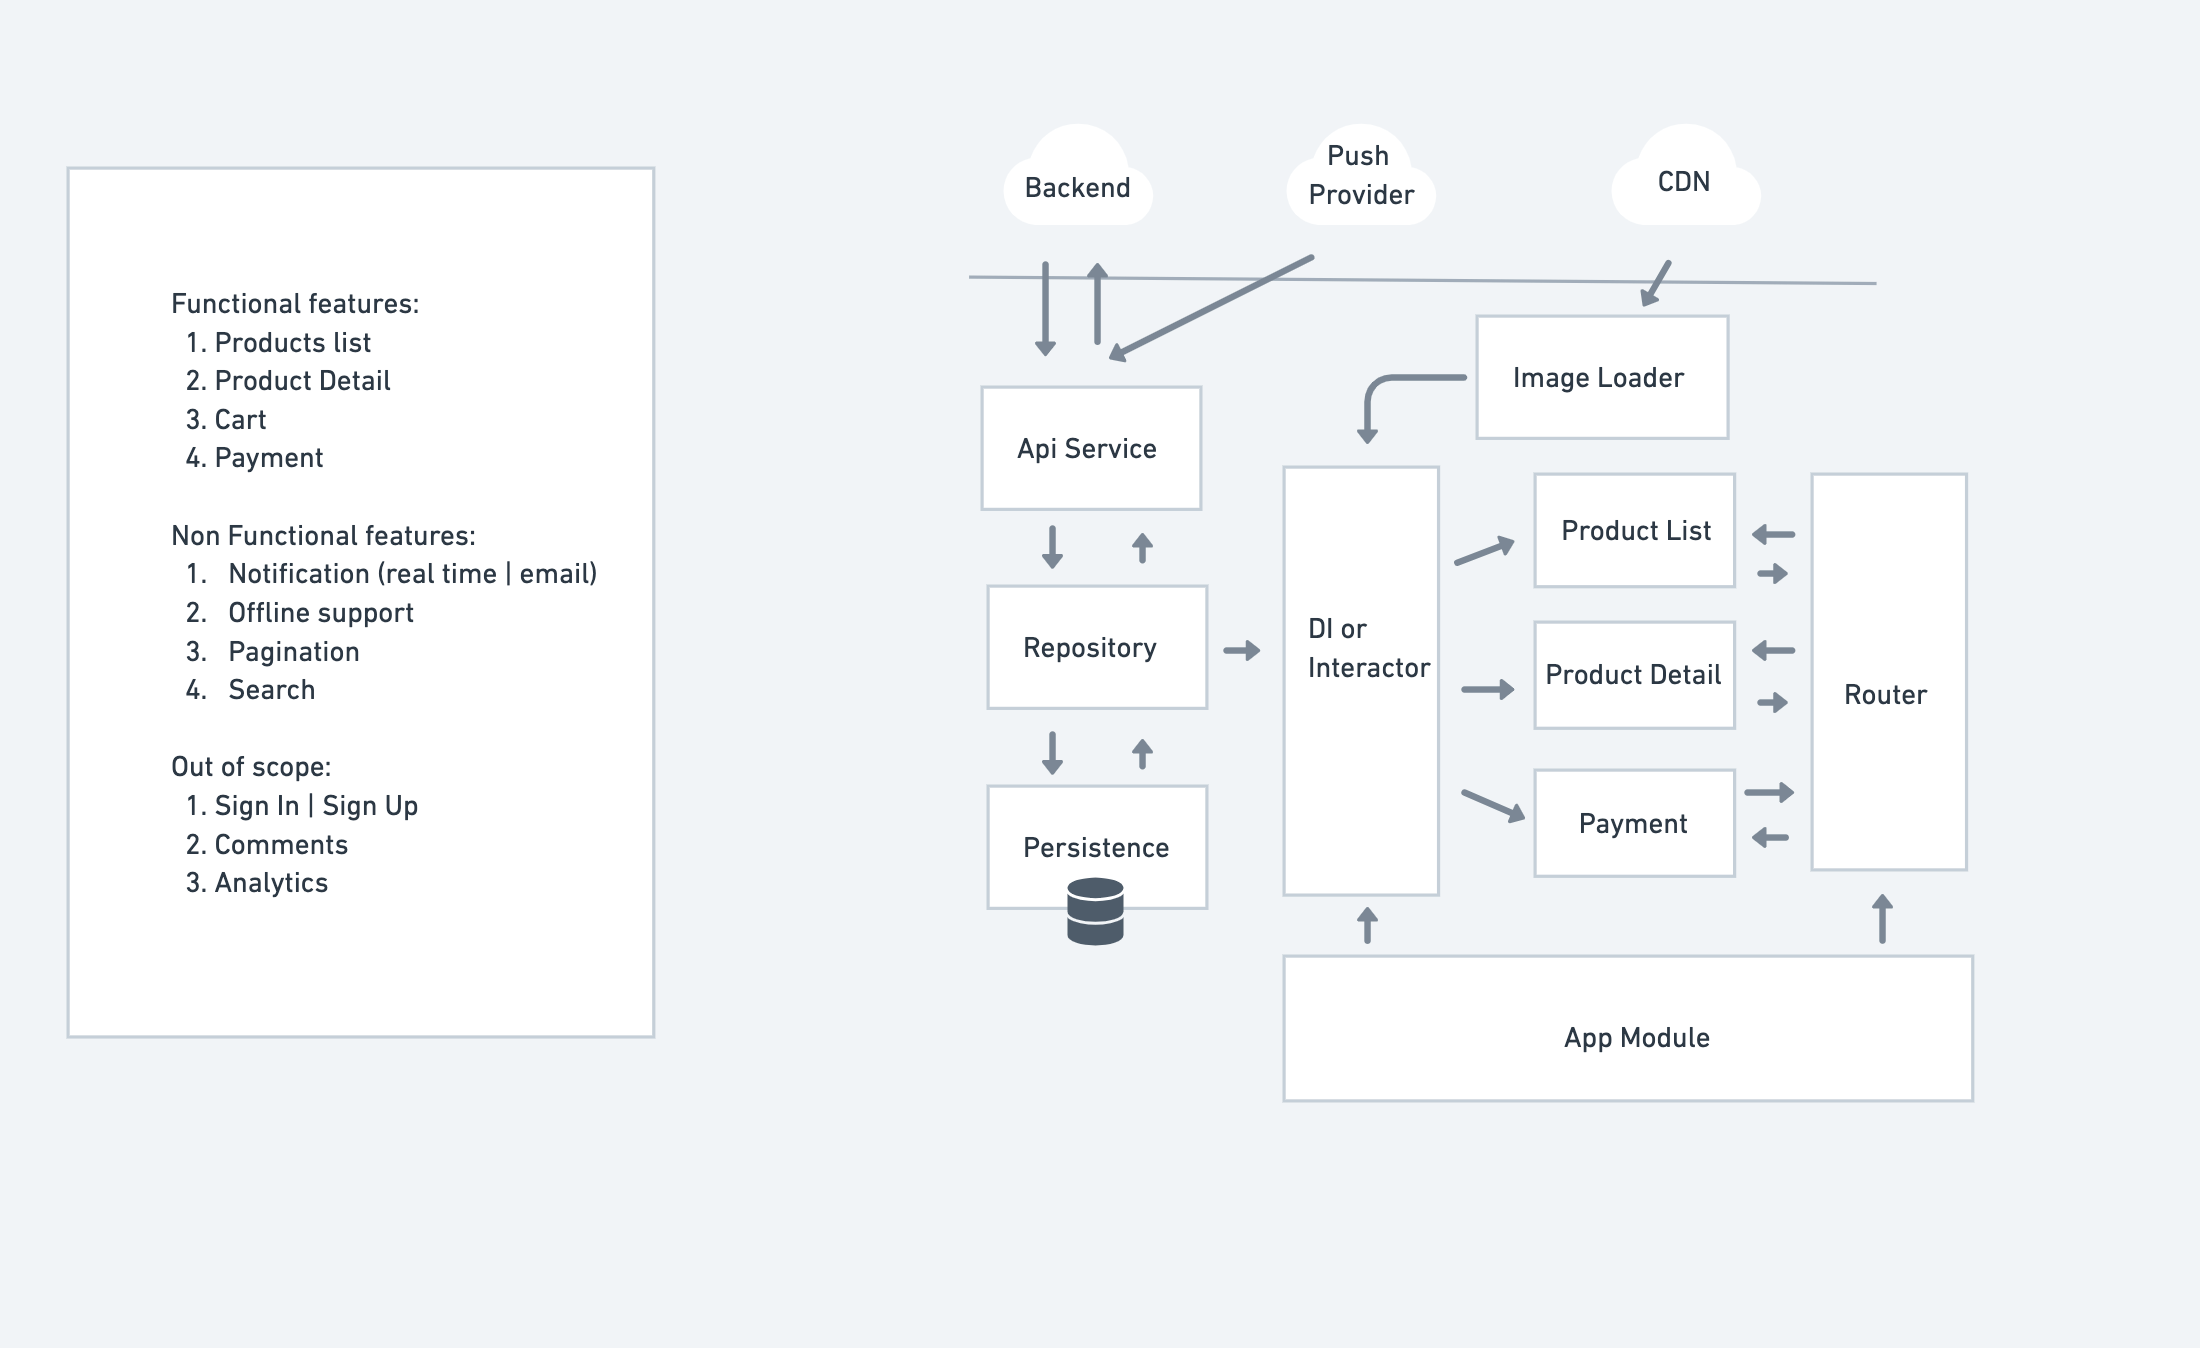 Functional features:
1. Products list
2. Product Detail
3. Cart
4. Payment
Non Functional features:
1. Notification (real time | email)
2. Offline support
3. Pagination
4. Search
Out of scope:
1. Sign In | Sign Up
2. Comments
3. Analytics
Backend
Push
Provider
CDN
Image Loader
Api Service
Repository
Persistence
DI or
Interactor
Product List
Product Detail
Payment
Router
App Module